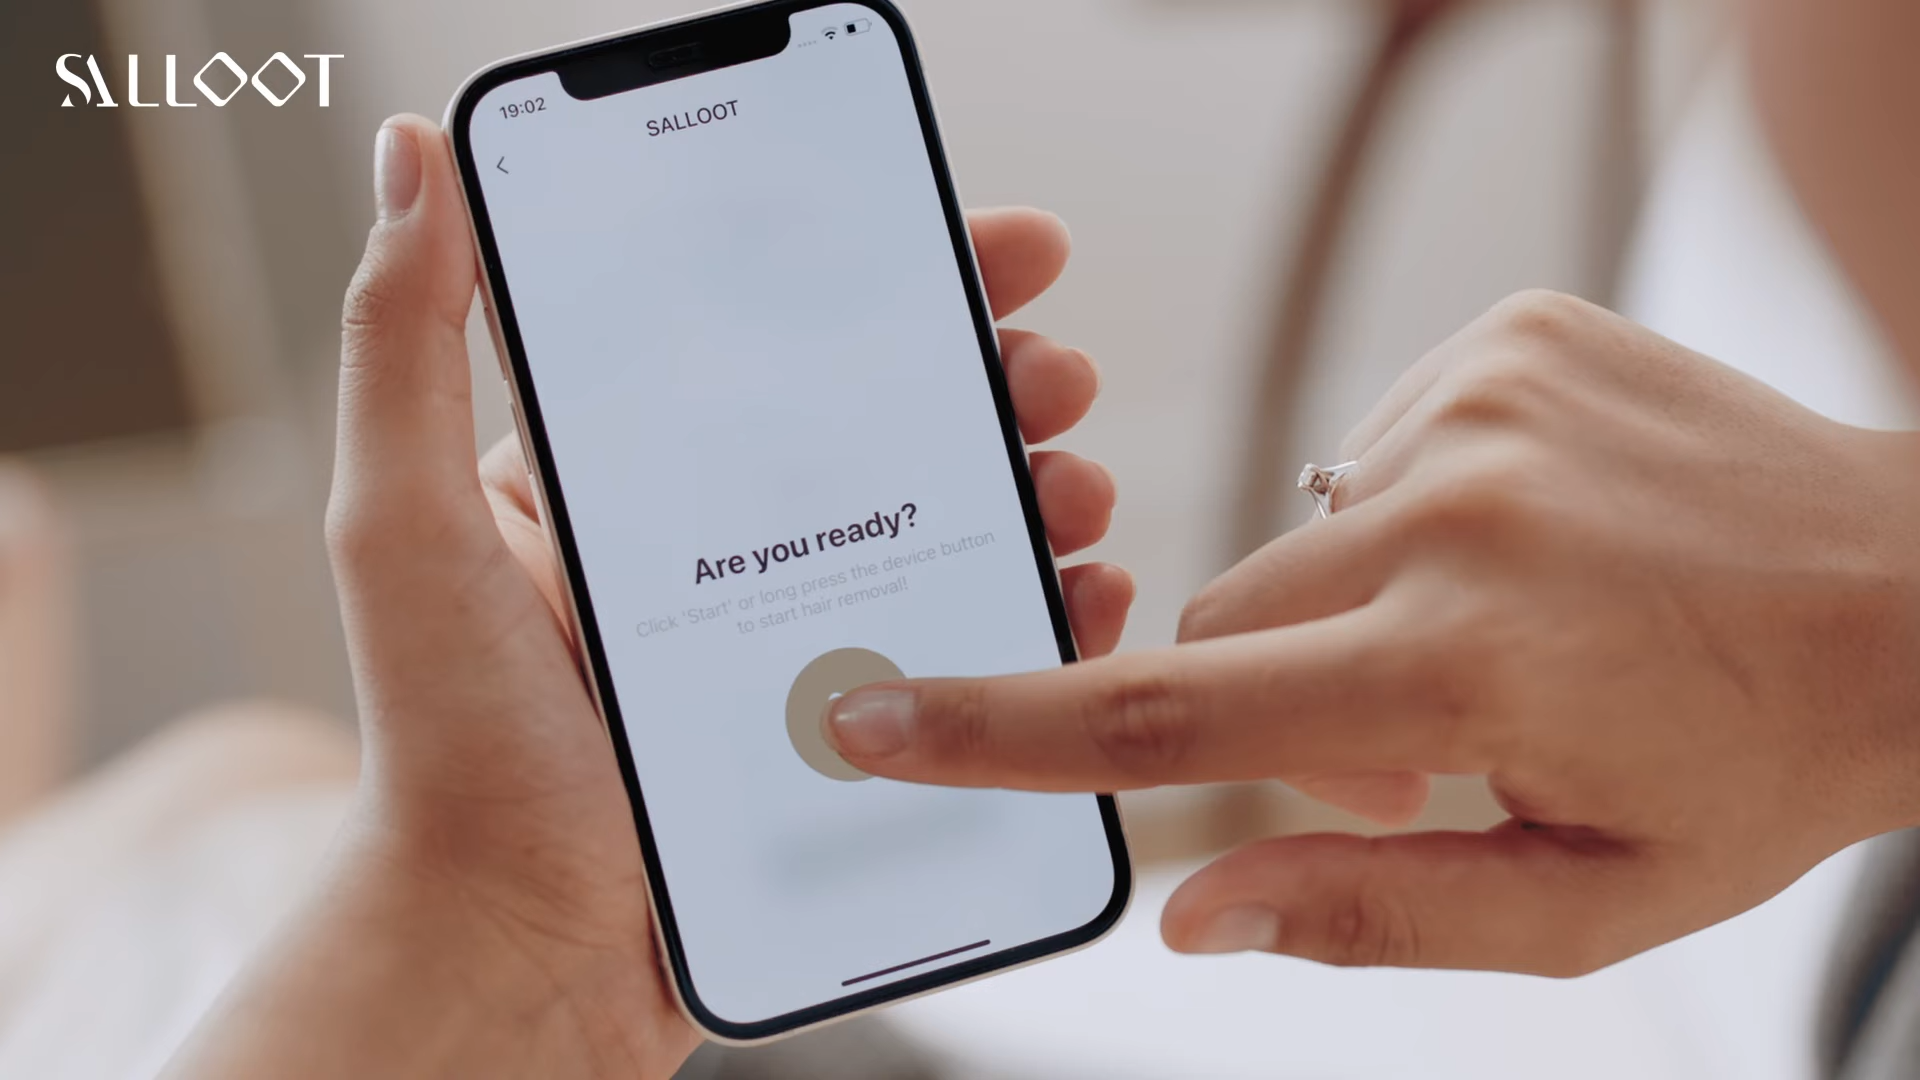 SALLOOT
19:02
SALLOOT
Are you ready?
Click 'Start' or long press the device button
to start hair removal!